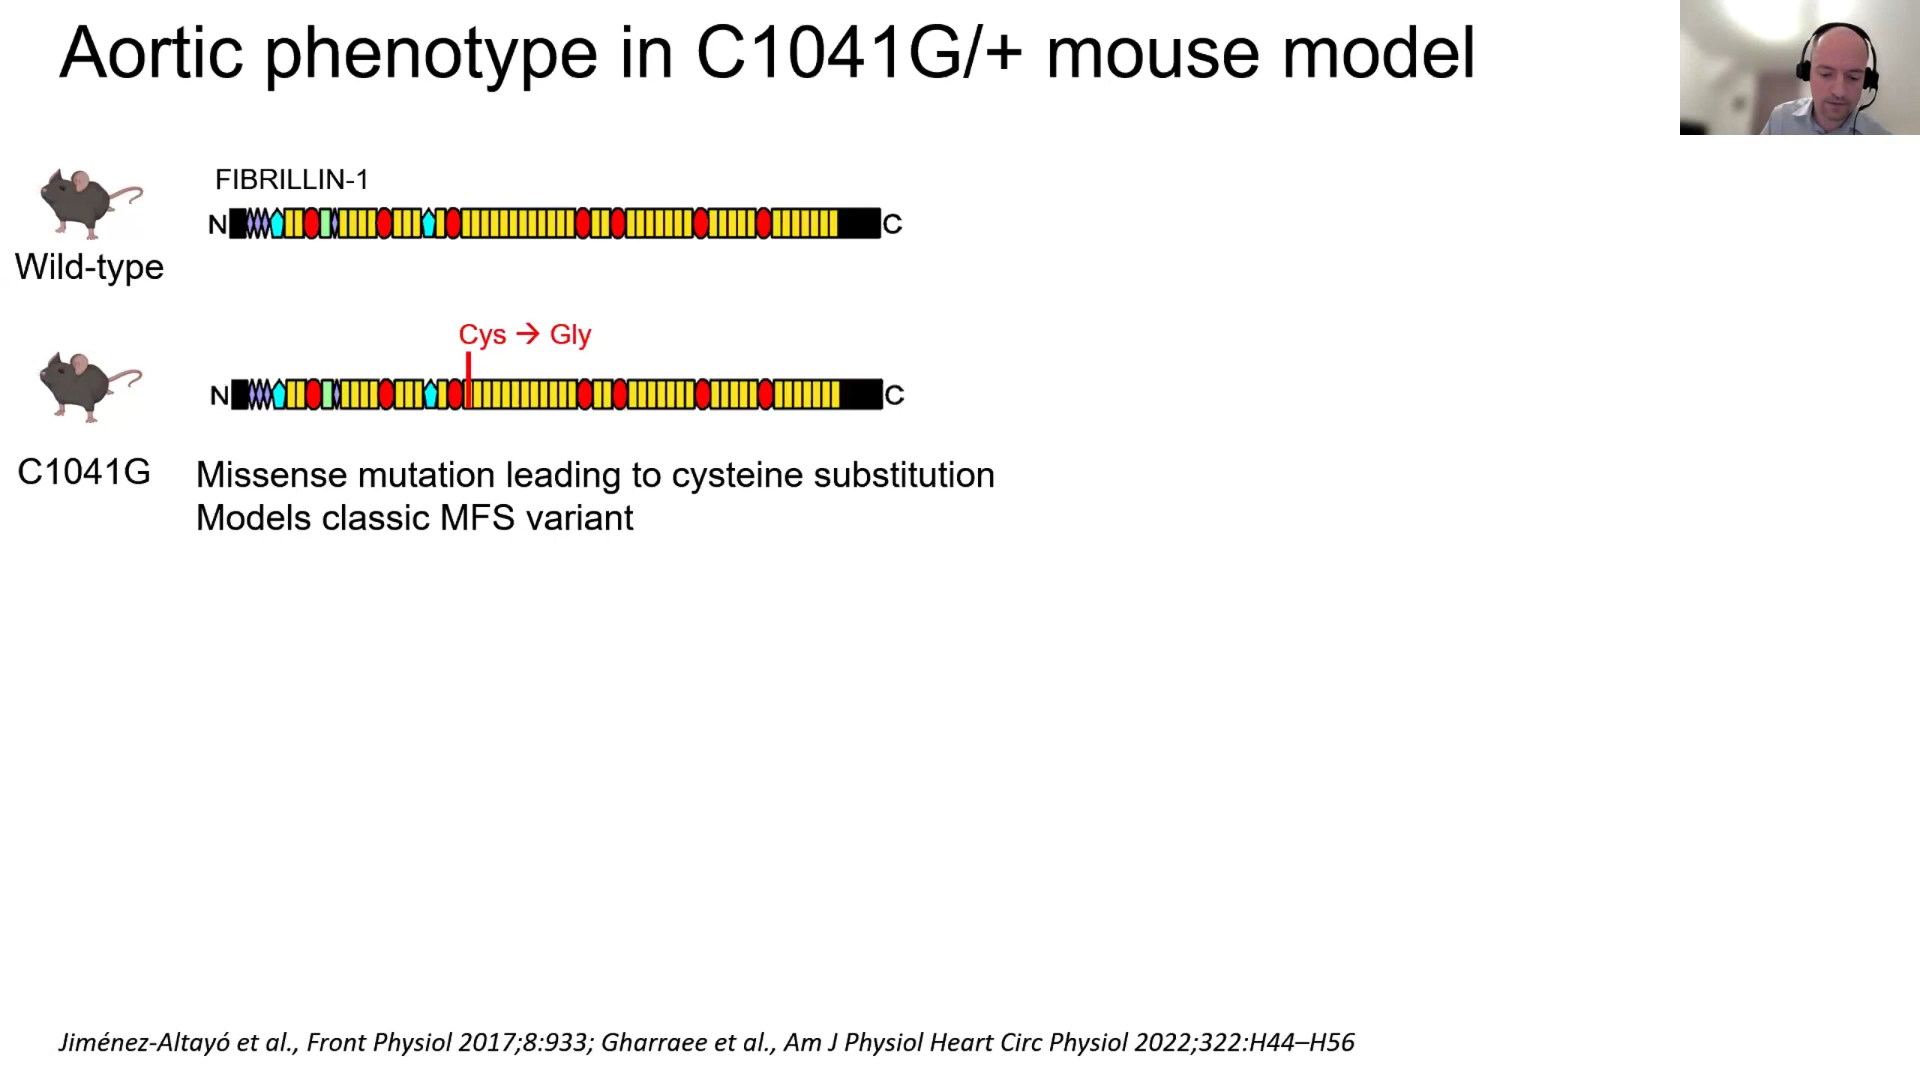 Aortic phenotype in C1041G/+ mouse model
FIBRILLIN-1
N C
Wild-type
Cys → Gly
N C
C1041G
Missense mutation leading to cysteine substitution
Models classic MFS variant
Jiménez-Altayó et al., Front Physiol 2017;8:933; Gharraee et al., Am J Physiol Heart Circ Physiol 2022;322:H44–H56